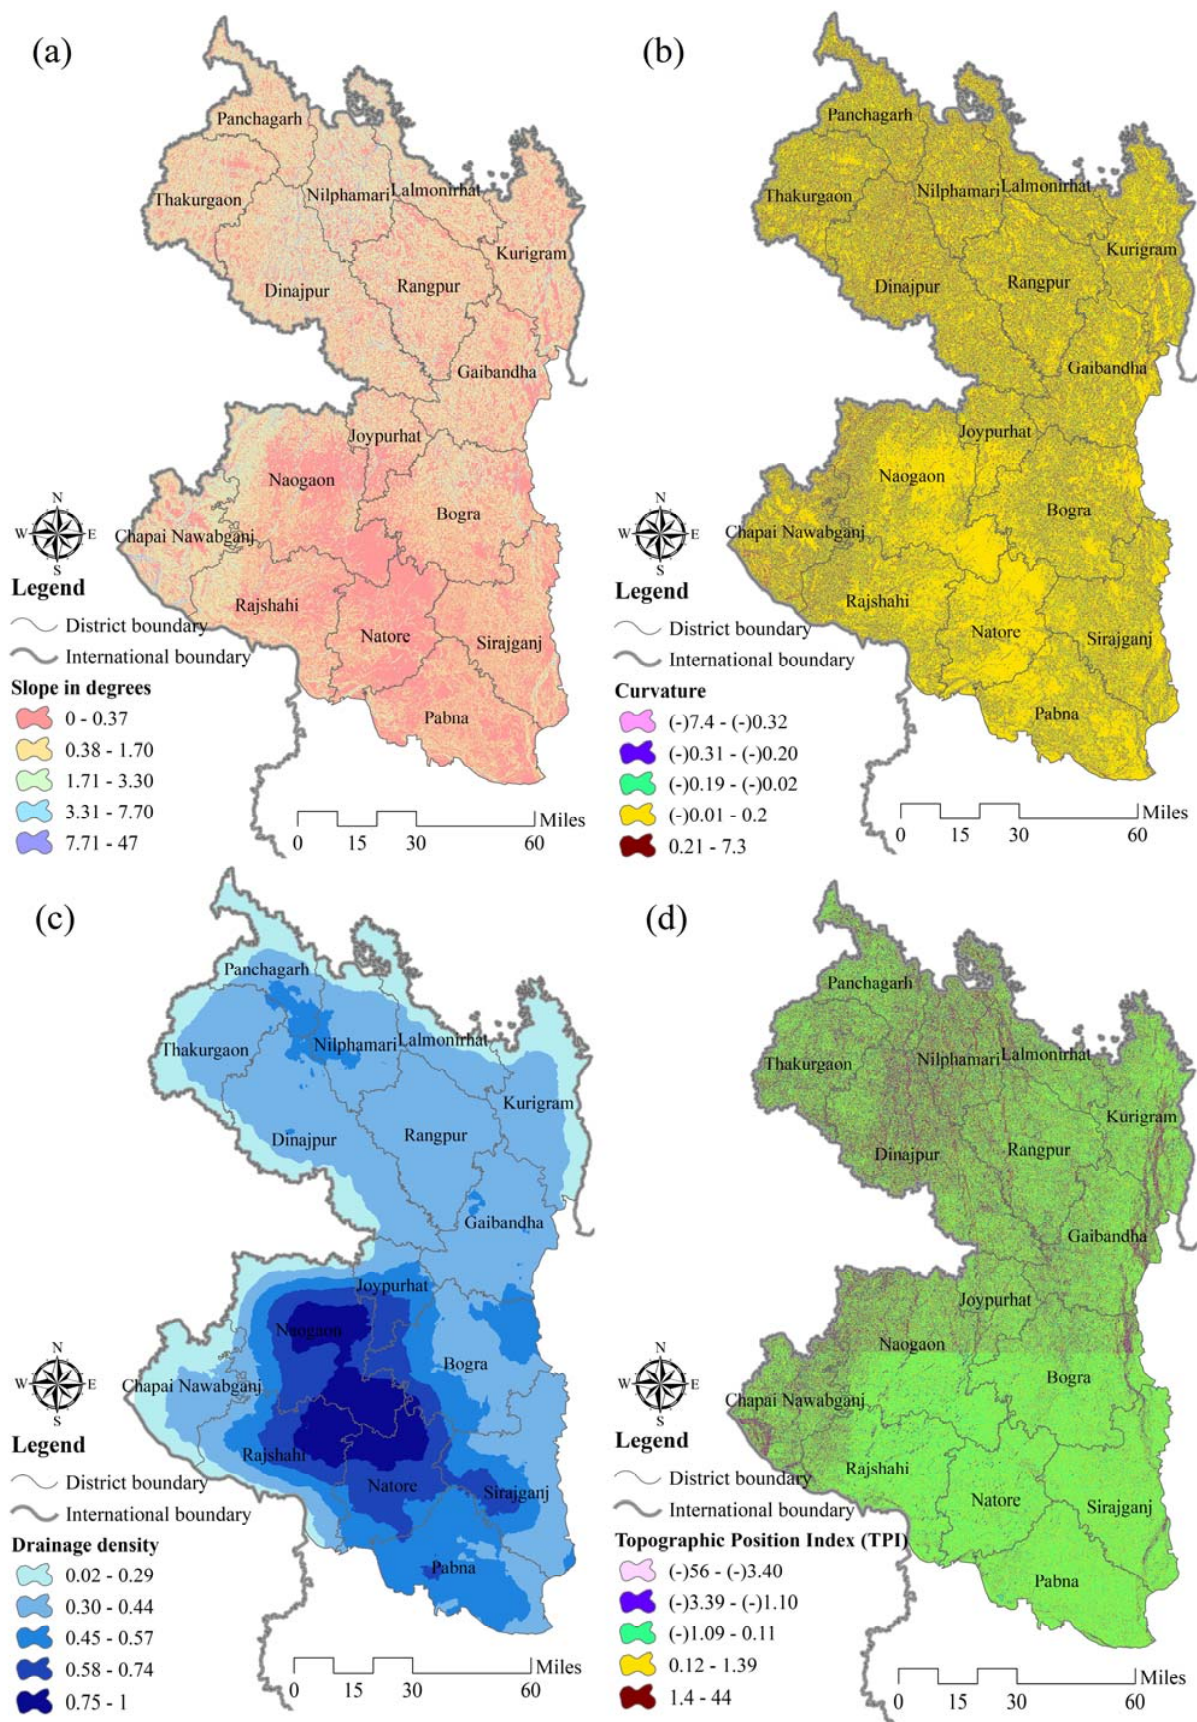 (a)
Panchagarh
Thakurgaon
Nilphamari
Lalmonirhat
Kurigram
Dinajpur
Rangpur
Gaibandha
Joypurhat
Naogaon
Bogra
Chapai Nawabganj
Rajshahi
Natore
Sirajganj
Pabna
N
W E
S
Legend
District boundary
International boundary
Slope in degrees
0 - 0.37
0.38 - 1.70
1.71 - 3.30
3.31 - 7.70
7.71 - 47
Miles
0 15 30 60
(b)
Panchagarh
Thakurgaon
Nilphamari
Lalmonirhat
Kurigram
Dinajpur
Rangpur
Gaibandha
Joypurhat
Naogaon
Bogra
Chapai Nawabganj
Rajshahi
Natore
Sirajganj
Pabna
N
W E
S
Legend
District boundary
International boundary
Curvature
(-)7.4 - (-)0.32
(-)0.31 - (-)0.20
(-)0.19 - (-)0.02
(-)0.01 - 0.2
0.21 - 7.3
Miles
0 15 30 60
(c)
Panchagarh
Thakurgaon
Nilphamari
Lalmonirhat
Kurigram
Dinajpur
Rangpur
Gaibandha
Joypurhat
Naogaon
Bogra
Chapai Nawabganj
Rajshahi
Natore
Sirajganj
Pabna
N
W E
S
Legend
District boundary
International boundary
Drainage density
0.02 - 0.29
0.30 - 0.44
0.45 - 0.57
0.58 - 0.74
0.75 - 1
Miles
0 15 30 60
(d)
Panchagarh
Thakurgaon
Nilphamari
Lalmonirhat
Kurigram
Dinajpur
Rangpur
Gaibandha
Joypurhat
Naogaon
Bogra
Chapai Nawabganj
Rajshahi
Natore
Sirajganj
Pabna
N
W E
S
Legend
District boundary
International boundary
Topographic Position Index (TPI)
(-)56 - (-)3.40
(-)3.39 - (-)1.10
(-)1.09 - 0.11
0.12 - 1.39
1.4 - 44
Miles
0 15 30 60